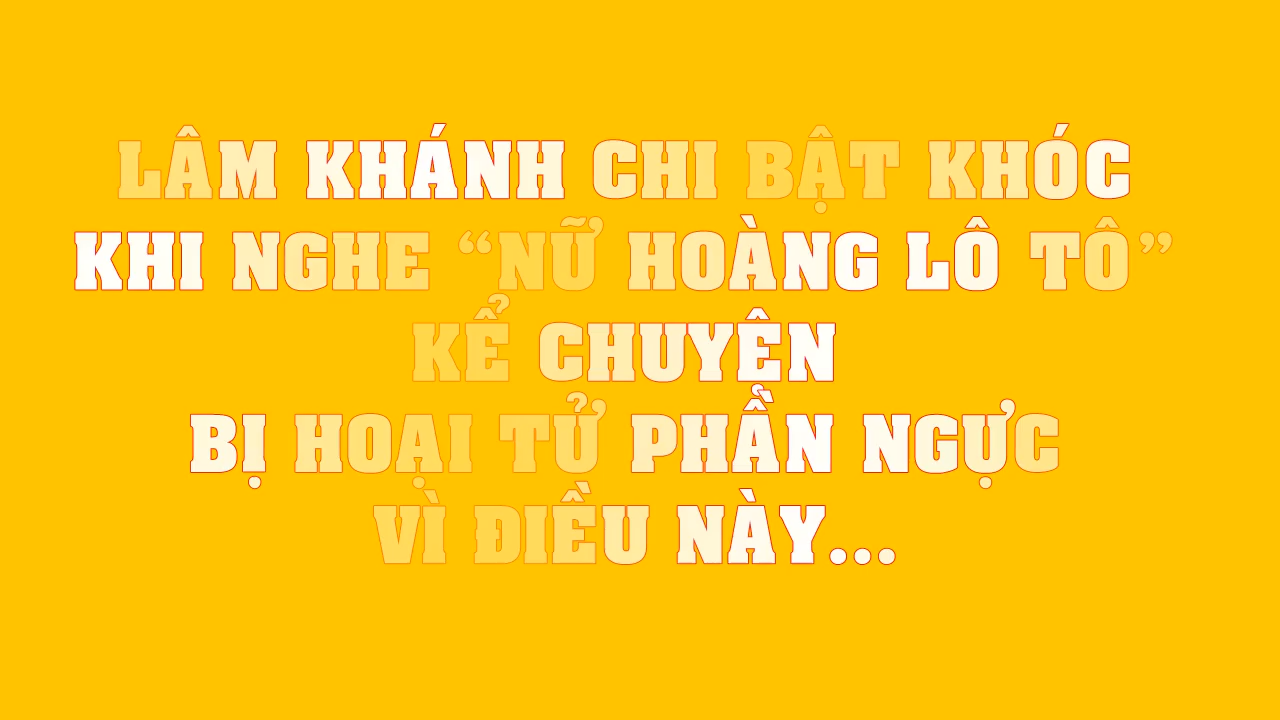 LÂM KHÁNH CHI BẬT KHÓC
KHI NGHE “NỮ HOÀNG LÔ TÔ”
KỂ CHUYÊN
BỊ HOẠI TỬ PHẦN NGỰC
VÌ ĐIỀU NÀY...